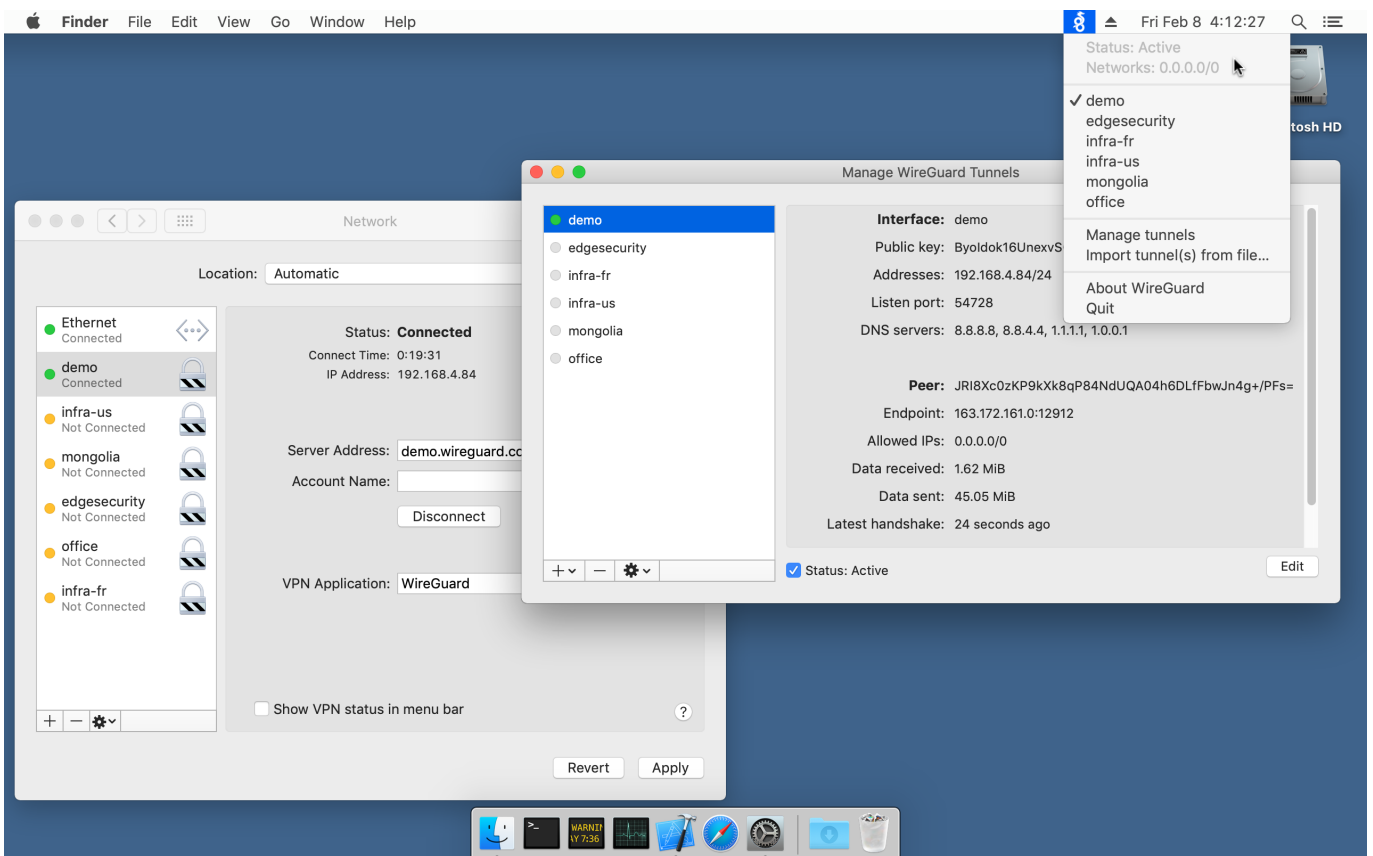 Finder File Edit View Go Window Help
Fri Feb 8 4:12:27
Status: Active
Networks: 0.0.0.0/0
demo
edgesecurity
infra-fr
infra-us
mongolia
office
Manage tunnels
Import tunnel(s) from file...
About WireGuard
Quit
tosh HD
Manage WireGuard Tunnels
demo
edgesecurity
infra-fr
infra-us
mongolia
office
Interface: demo
Public key: ByoIdok16UnexvS
Addresses: 192.168.4.84/24
Listen port: 54728
DNS servers: 8.8.8.8, 8.8.4.4, 1.1.1.1, 1.0.0.1
Peer: JRI8Xc0zKP9kXk8qP84NdUQA04h6DLfFbwJn4g+/PFs=
Endpoint: 163.172.161.0:12912
Allowed IPs: 0.0.0.0/0
Data received: 1.62 MiB
Data sent: 45.05 MiB
Latest handshake: 24 seconds ago
Status: Active
Edit
Network
Location: Automatic
Ethernet
Connected
demo
Connected
infra-us
Not Connected
mongolia
Not Connected
edgesecurity
Not Connected
office
Not Connected
infra-fr
Not Connected
Status: Connected
Connect Time: 0:19:31
IP Address: 192.168.4.84
Server Address: demo.wireguard.co
Account Name:
Disconnect
VPN Application: WireGuard
Show VPN status in menu bar
?
Revert
Apply
>_
WARNIN
AY 7:36